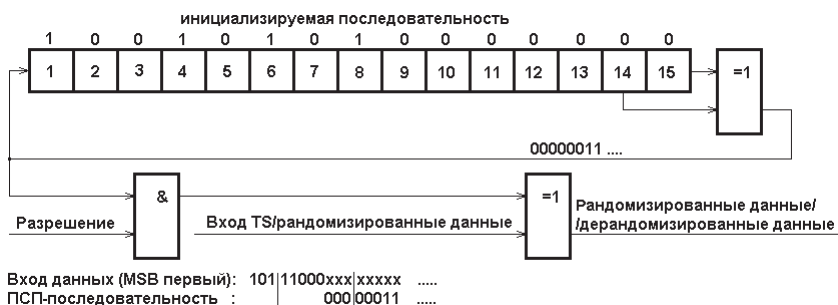 инициализируемая последовательность
1 0 0 1 0 1 0 1 0 0 0 0 0 0 0
1 2 3 4 5 6 7 8 9 10 11 12 13 14 15
=1
00000011 ....
&
=1
Разрешение
Вход TS/рандомизированные данные
Рандомизированные данные/
/дерандомизированные данные
Вход данных (MSB первый): 101|11000xxx|xxxxx .....
ПСП-последовательность : |000|00011 .....